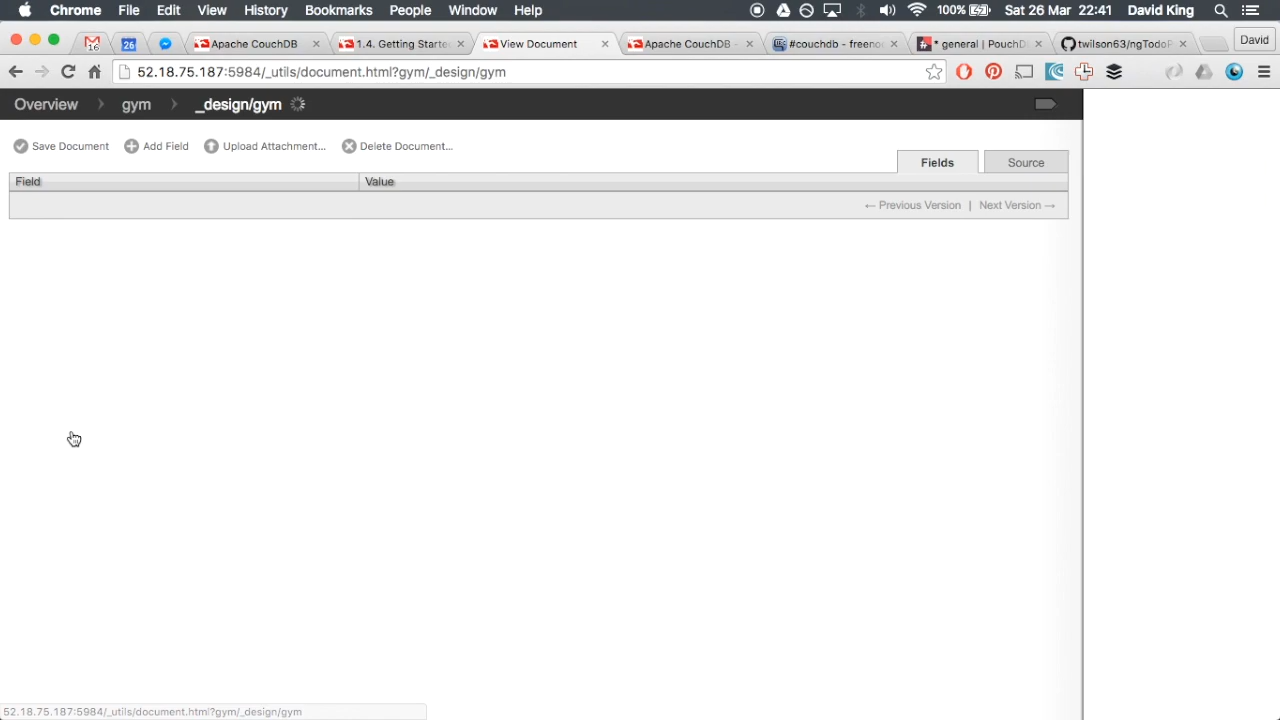 Chrome File Edit View History Bookmarks People Window Help 100% Sat 26 Mar 22:41 David King
16 26 Apache CouchDB 1.4. Getting Starte View Document Apache CouchDB - #couchdb - freeno * general | PouchD twilson63/ngTodoP David
52.18.75.187:5984/_utils/document.html?gym/_design/gym
Overview gym _design/gym
Save Document Add Field Upload Attachment... Delete Document...
Fields Source
Field Value
← Previous Version | Next Version →
52.18.75.187:5984/_utils/document.html?gym/_design/gym